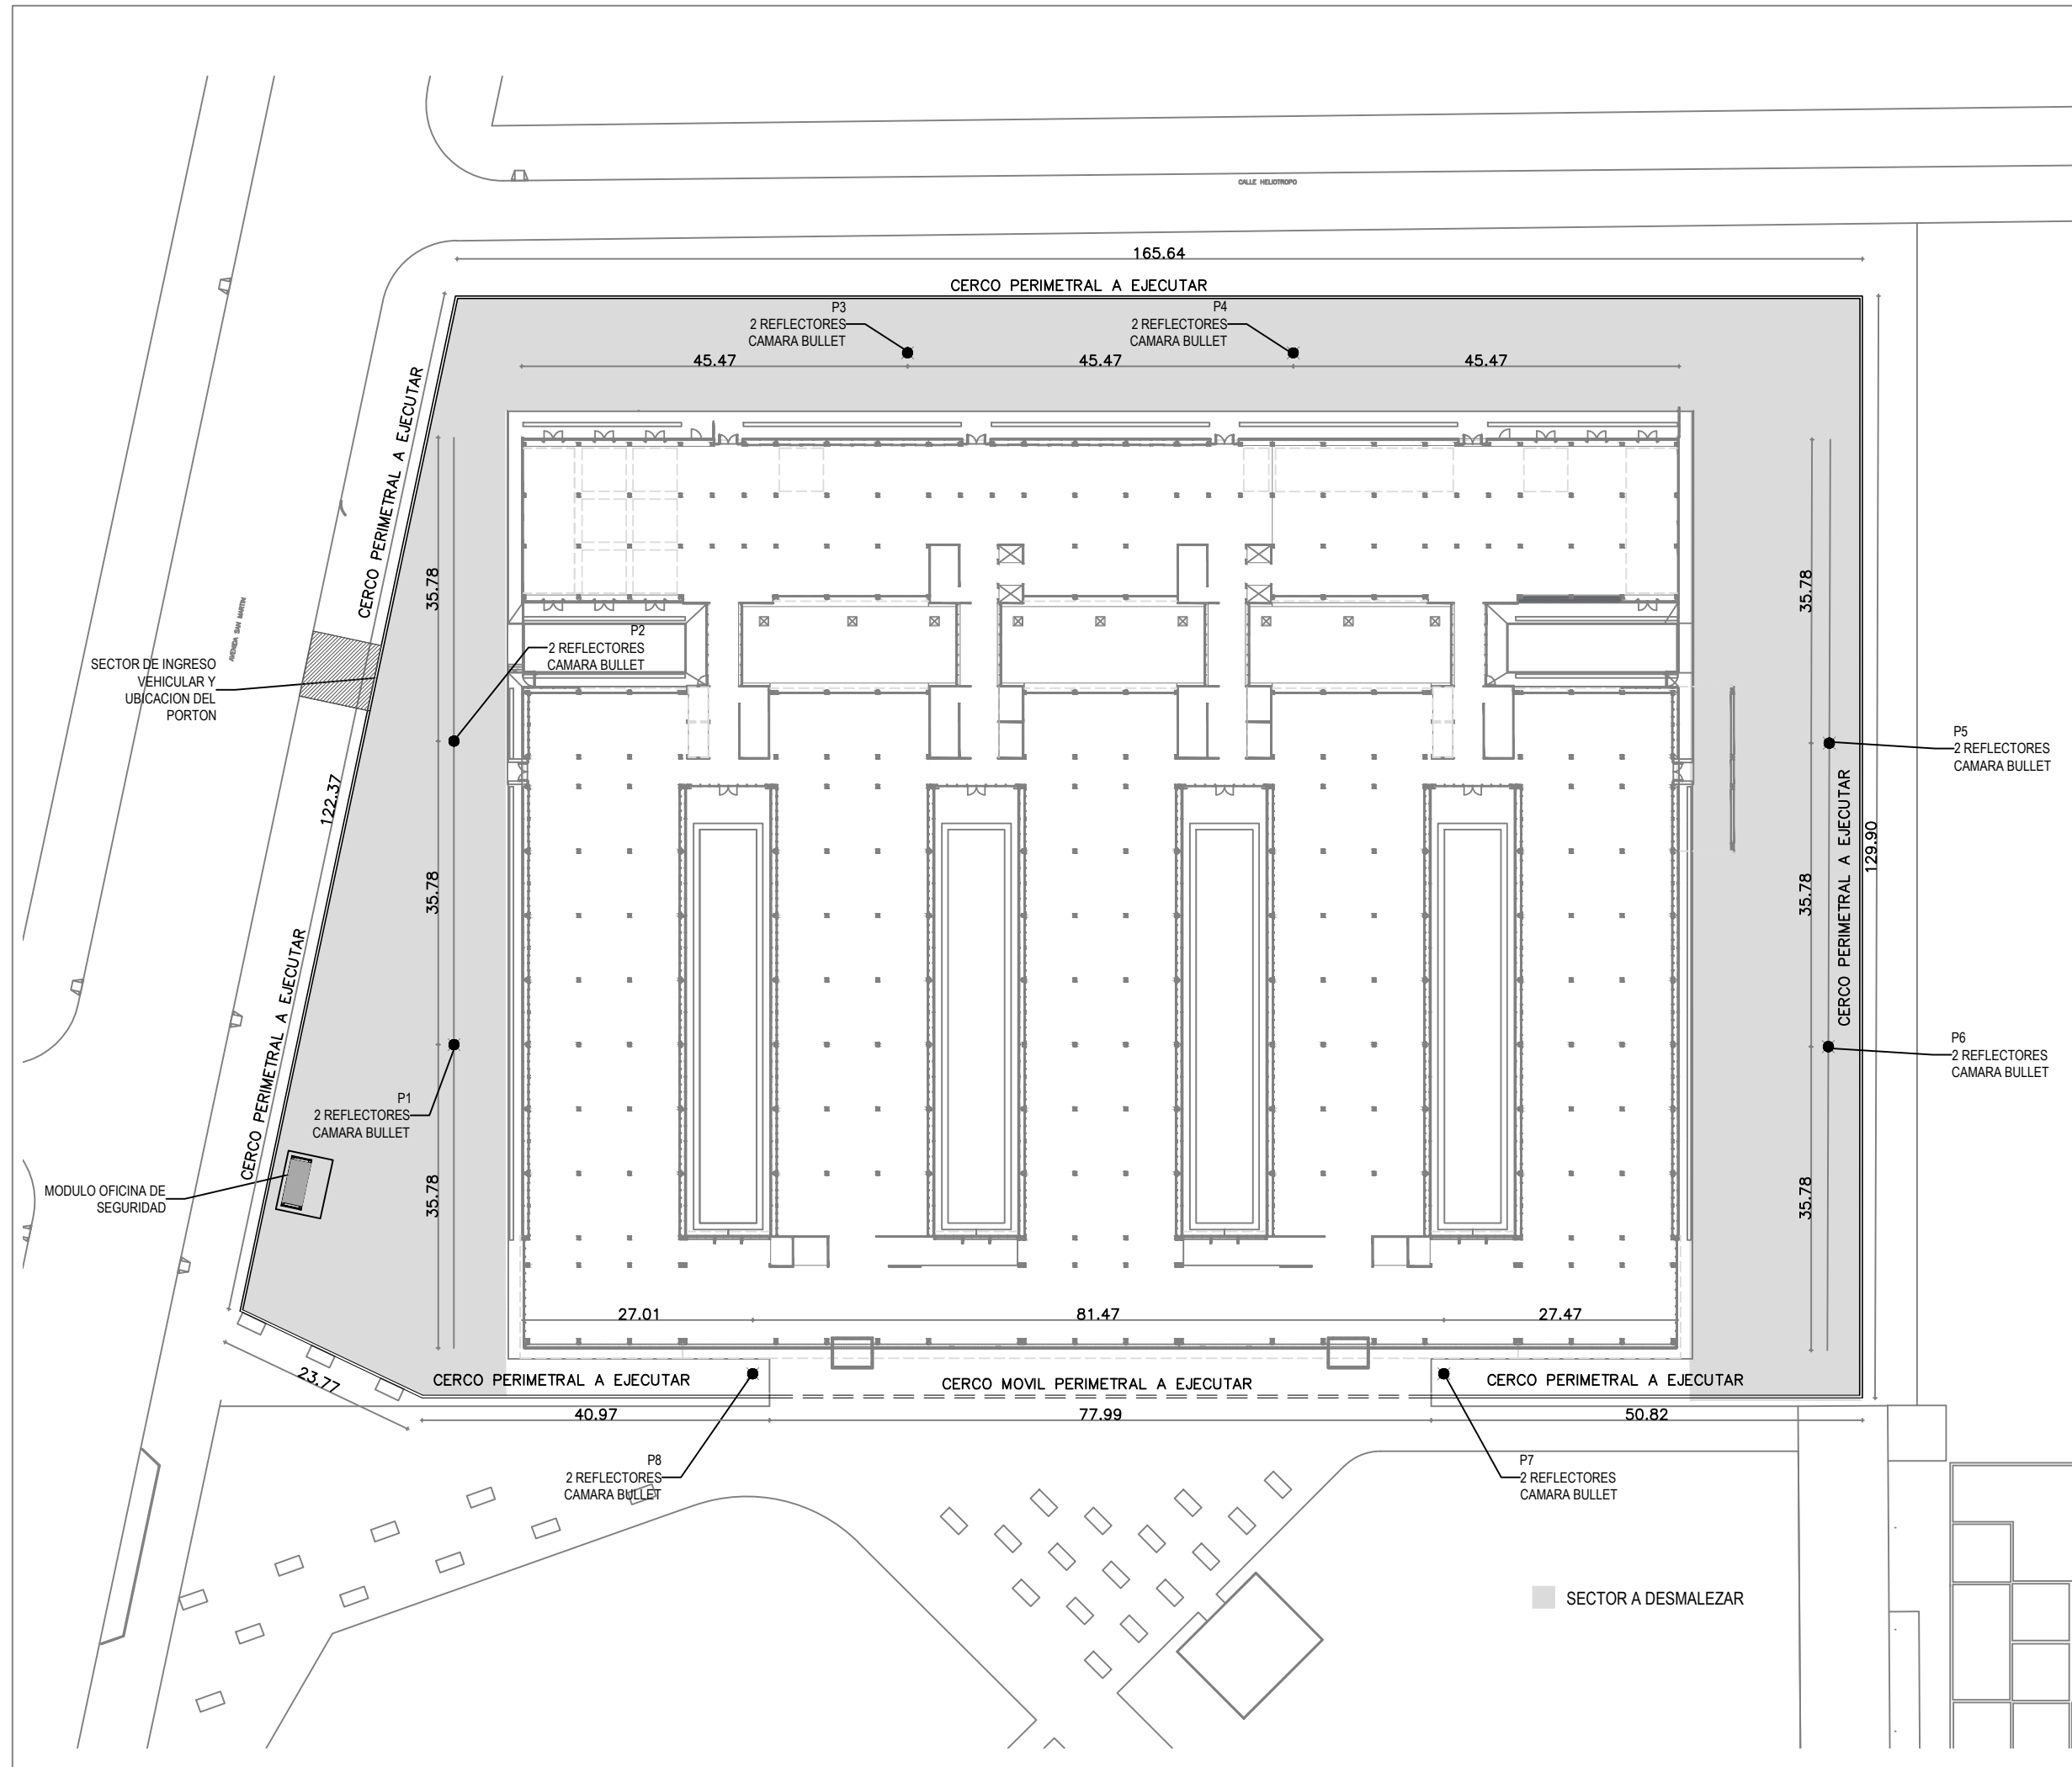 CALLE HELIOTROPO
165.64
CERCO PERIMETRAL A EJECUTAR
P3
2 REFLECTORES
CAMARA BULLET
P4
2 REFLECTORES
CAMARA BULLET
45.47
45.47
45.47
CERCO PERIMETRAL A EJECUTAR
35.78
35.78
AVENIDA SAN MARTIN
P2
2 REFLECTORES
CAMARA BULLET
SECTOR DE INGRESO
VEHICULAR Y
UBICACION DEL
PORTON
P5
2 REFLECTORES
CAMARA BULLET
122.37
CERCO PERIMETRAL A EJECUTAR
129.90
35.78
35.78
CERCO PERIMETRAL A EJECUTAR
P6
2 REFLECTORES
CAMARA BULLET
P1
2 REFLECTORES
CAMARA BULLET
MODULO OFICINA DE
SEGURIDAD
35.78
35.78
27.01
81.47
27.47
23.77
CERCO PERIMETRAL A EJECUTAR
CERCO MOVIL PERIMETRAL A EJECUTAR
CERCO PERIMETRAL A EJECUTAR
40.97
77.99
50.82
P8
2 REFLECTORES
CAMARA BULLET
P7
2 REFLECTORES
CAMARA BULLET
SECTOR A DESMALEZAR